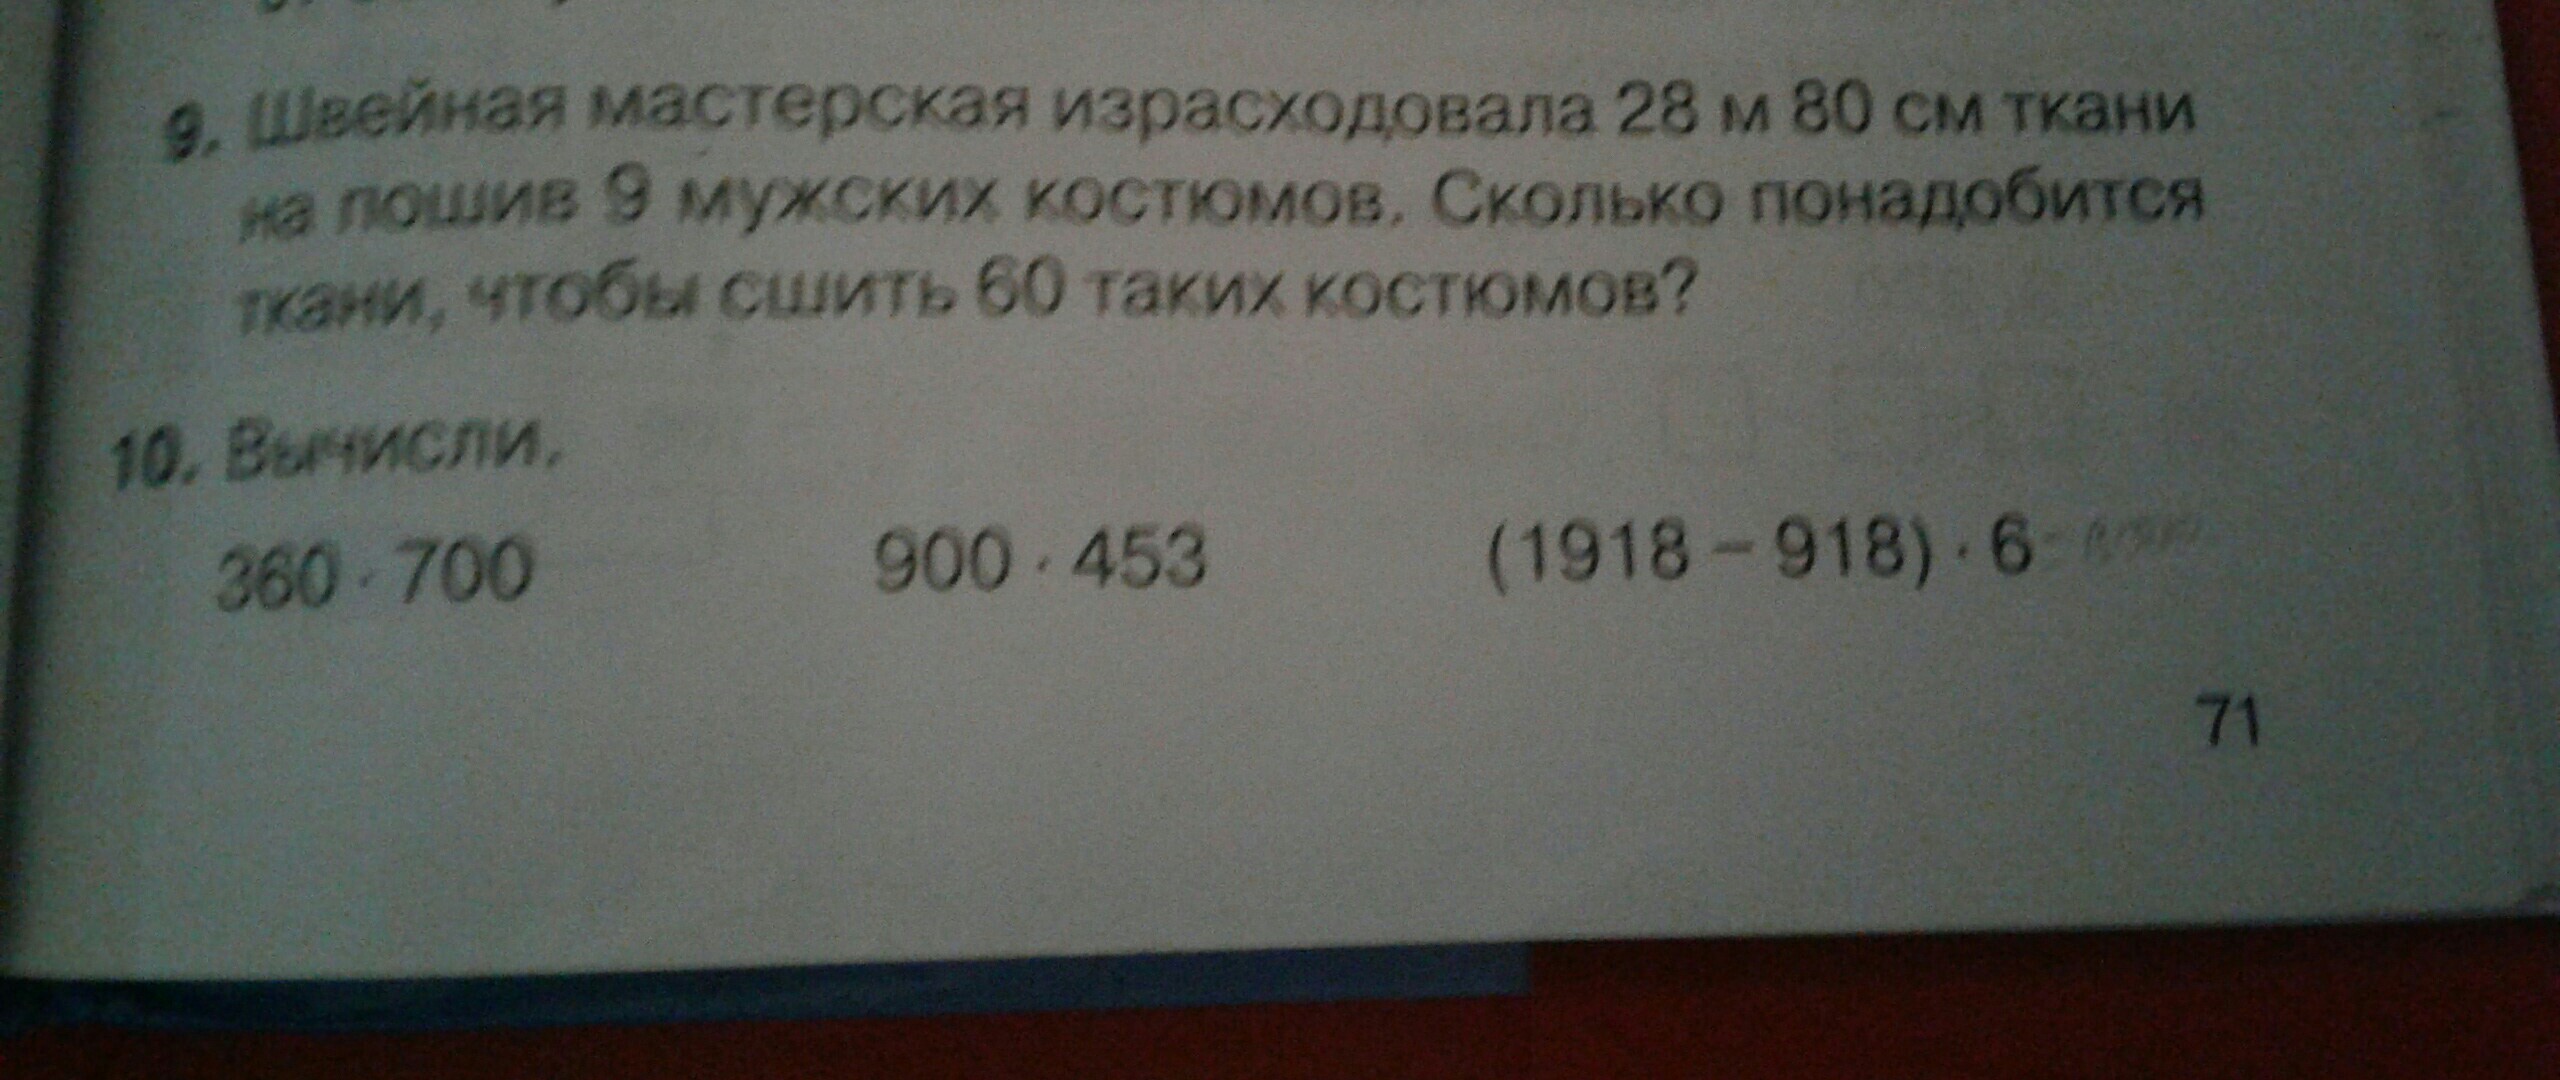 9. Швейная мастерская израсходовала 28 м 80 см ткани
на пошив 9 мужских костюмов. Сколько понадобится
ткани, чтобы сшить 60 таких костюмов?
10. Вычисли.
360 · 700 900 · 453 (1918 – 918) · 6
71